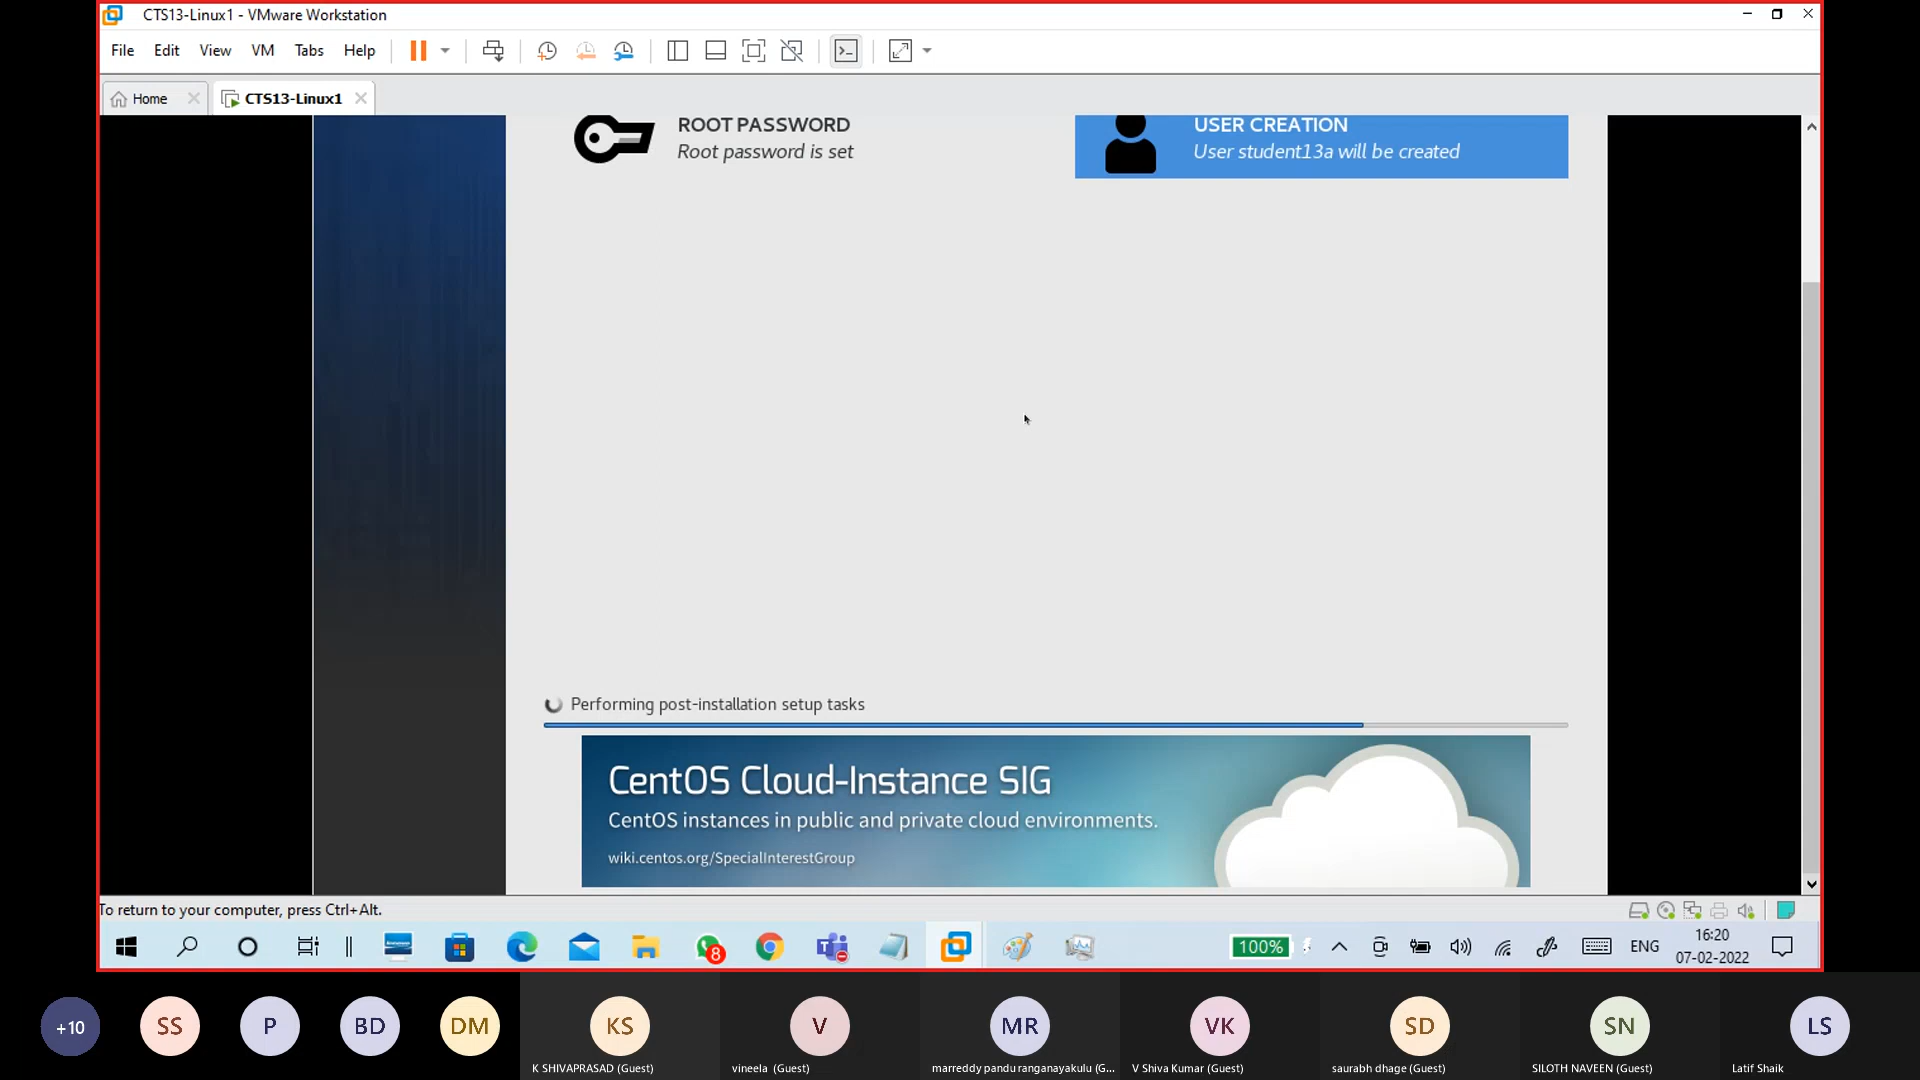 CTS13-Linux1 - VMware Workstation
File Edit View VM Tabs Help
Home
CTS13-Linux1
ROOT PASSWORD
Root password is set
USER CREATION
User student13a will be created
Performing post-installation setup tasks
CentOS Cloud-Instance SIG
CentOS instances in public and private cloud environments.
wiki.centos.org/SpecialInterestGroup
To return to your computer, press Ctrl+Alt.
8
100%
ENG
16:20
07-02-2022
+10
SS
P
BD
DM
KS
K SHIVAPRASAD (Guest)
V
vineela (Guest)
MR
marreddy pandu ranganayakulu (G...
VK
V Shiva Kumar (Guest)
SD
saurabh dhage (Guest)
SN
SILOTH NAVEEN (Guest)
LS
Latif Shaik